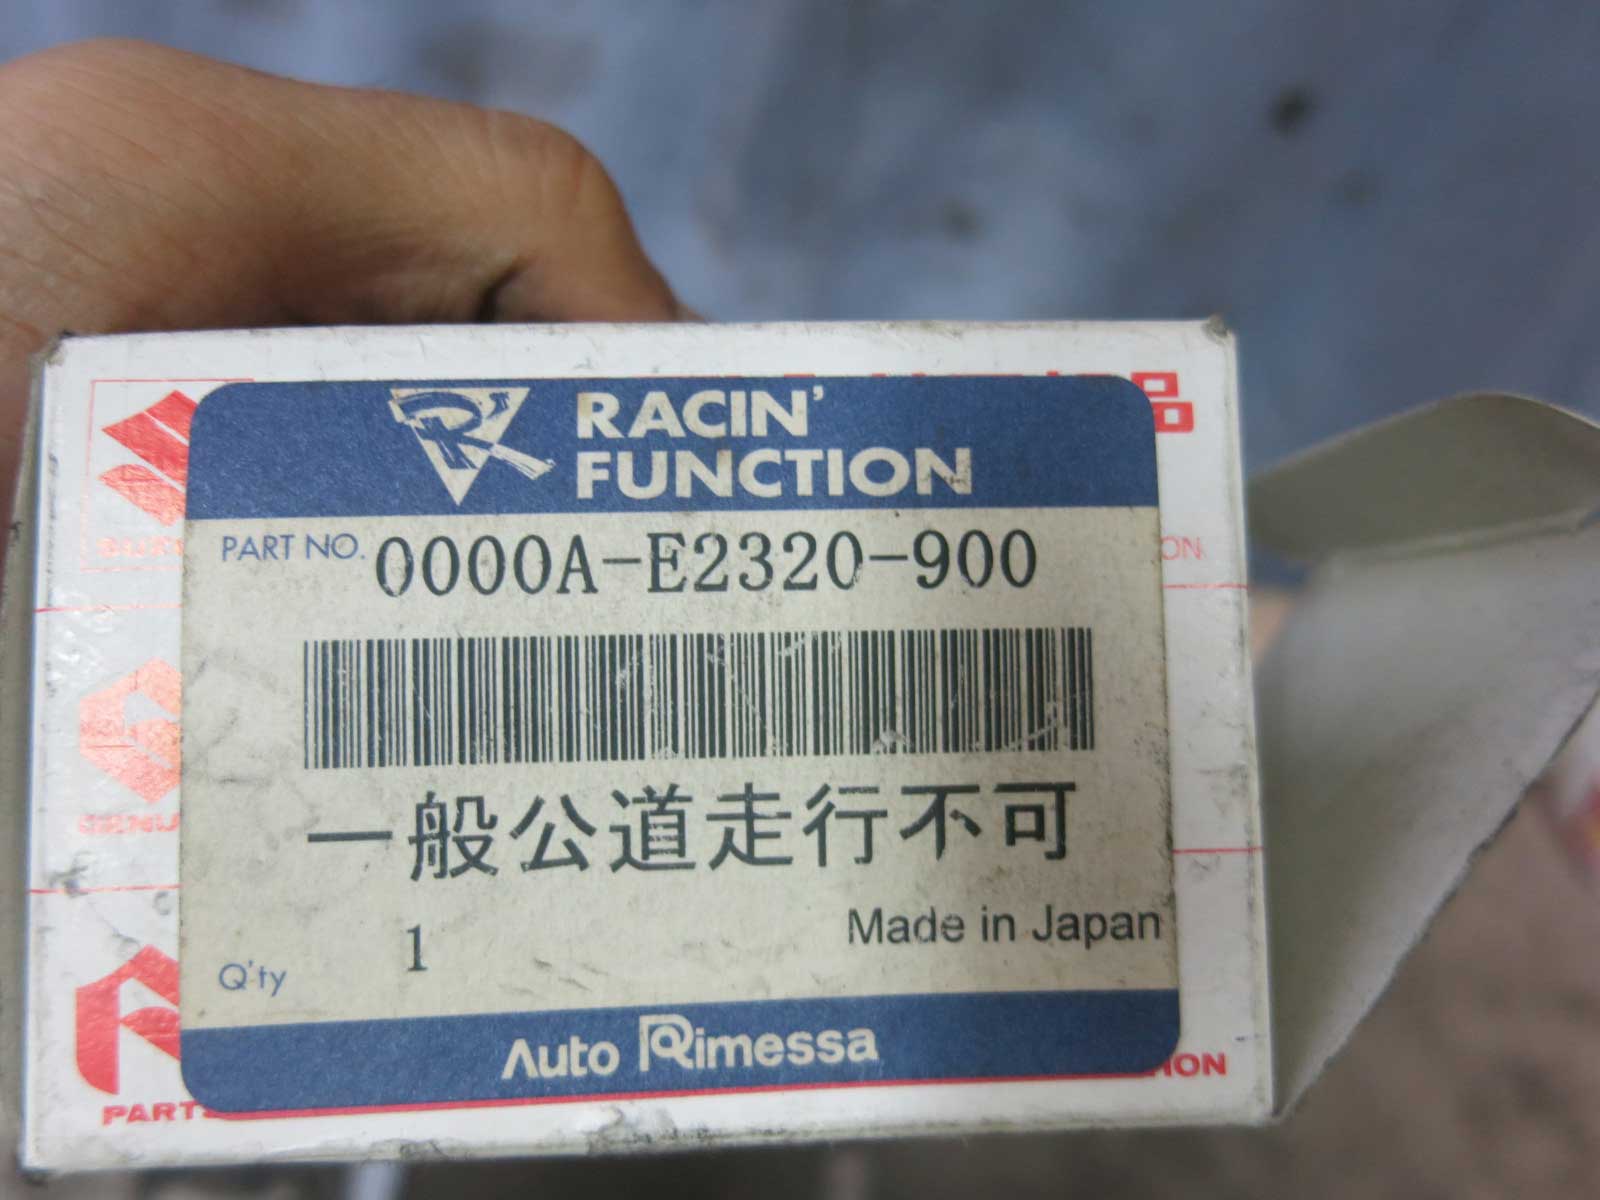 RACIN'
FUNCTION
PART NO. 0000A-E2320-900
一般公道走行不可
1
Made in Japan
Q'ty
Auto Rimessa
PARTS